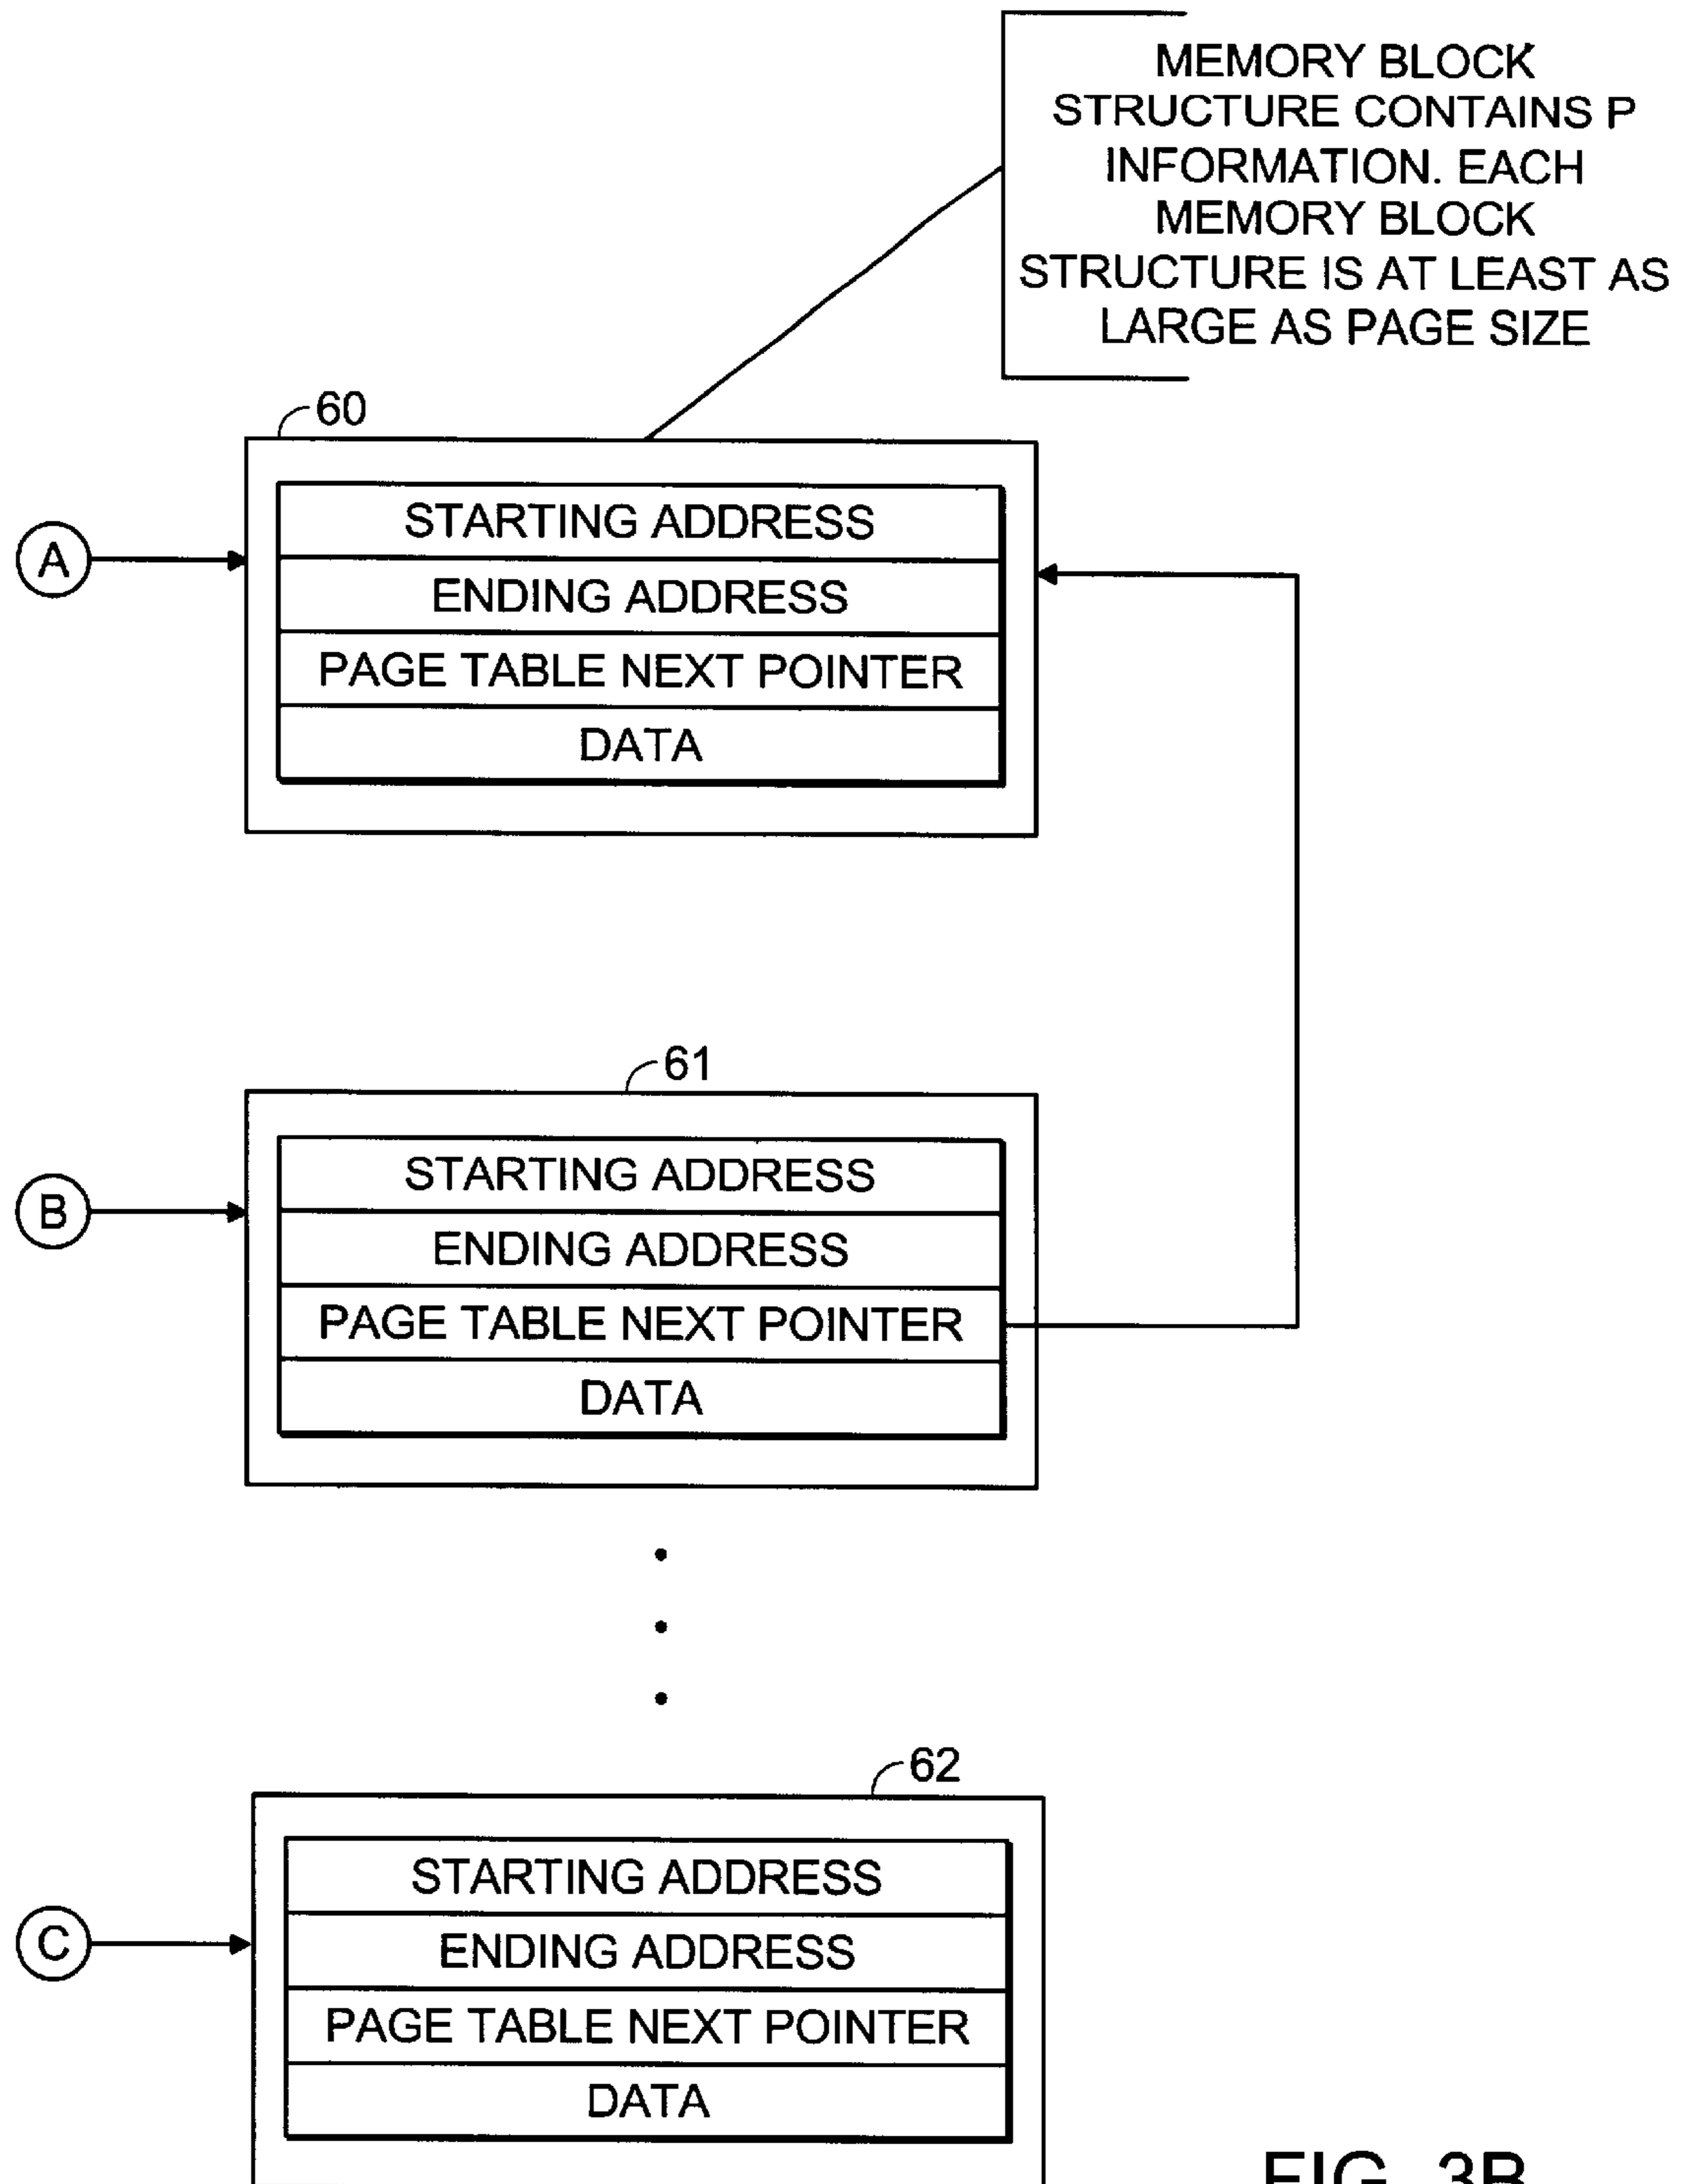 MEMORY BLOCK
STRUCTURE CONTAINS P
INFORMATION. EACH
MEMORY BLOCK
STRUCTURE IS AT LEAST AS
LARGE AS PAGE SIZE
60
A
STARTING ADDRESS
ENDING ADDRESS
PAGE TABLE NEXT POINTER
DATA
61
B
STARTING ADDRESS
ENDING ADDRESS
PAGE TABLE NEXT POINTER
DATA
62
C
STARTING ADDRESS
ENDING ADDRESS
PAGE TABLE NEXT POINTER
DATA
FIG. 3B